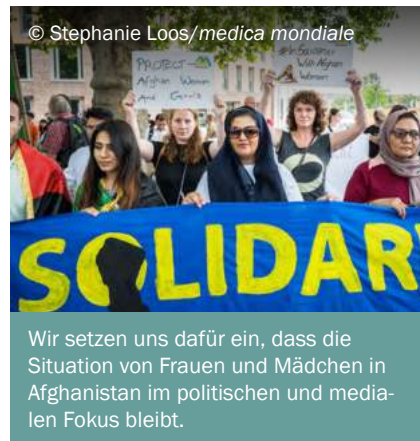 © Stephanie Loos/medica mondiale
PROTECT
Afghan Women
And Girls
With Afghan
Women
SOLIDAR
Wir setzen uns dafür ein, dass die
Situation von Frauen und Mädchen in
Afghanistan im politischen und media-
len Fokus bleibt.